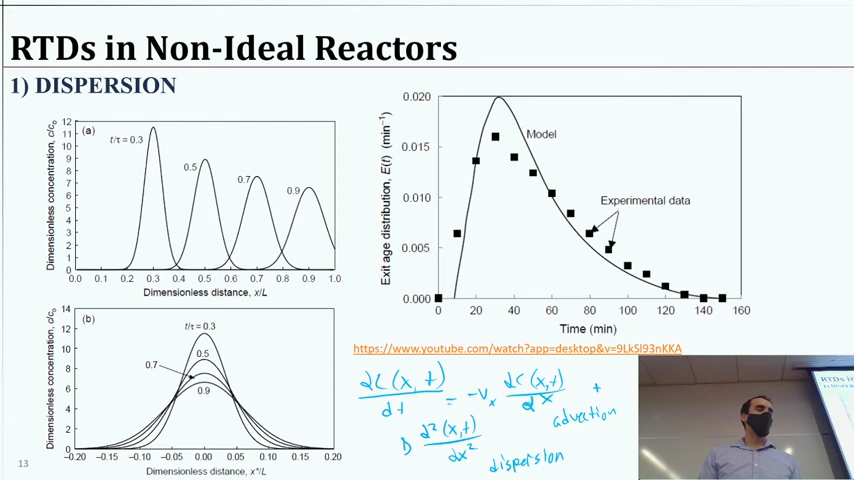 RTDs in Non-Ideal Reactors
1) DISPERSION
(a)
t/τ = 0.3
0.5
0.7
0.9
Dimensionless concentration, c/c₀
12
11
10
9
8
7
6
5
4
3
2
1
0
0.0 0.1 0.2 0.3 0.4 0.5 0.6 0.7 0.8 0.9 1.0
Dimensionless distance, x/L
(b)
t/τ = 0.3
0.5
0.7
0.9
Dimensionless concentration, c/c₀
14
12
10
8
6
4
2
0
−0.20 −0.15 −0.10 −0.05 0.00 0.05 0.10 0.15 0.20
Dimensionless distance, x*/L
Exit age distribution, E(t) (min⁻¹)
0.020
0.015
0.010
0.005
0.000
Model
Experimental data
0 20 40 60 80 100 120 140 160
Time (min)
https://www.youtube.com/watch?app=desktop&v=9LkSl93nKKA
dC(x,t)/dt = -Vx dC(x,t)/dx +
advection
D d²(x,t)/dx²
dispersion
13
RTDs in
1) DISPER